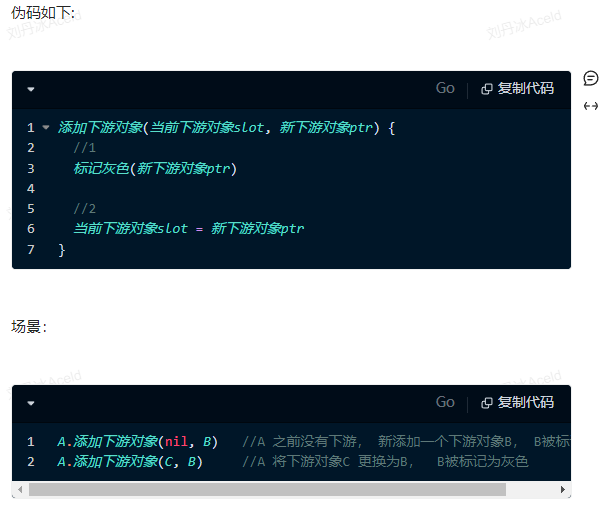 伪码如下:
刘丹冰Aceld
刘丹冰Aceld
Go 复制代码
1 添加下游对象(当前下游对象slot, 新下游对象ptr) {
2 //1
3 标记灰色(新下游对象ptr)
4
5 //2
6 当前下游对象slot = 新下游对象ptr
7 }
场景：
刘丹冰Aceld
刘丹冰Aceld
Go 复制代码
1 A.添加下游对象(nil, B) //A 之前没有下游， 新添加一个下游对象B， B被标
2 A.添加下游对象(C, B) //A 将下游对象C 更换为B， B被标记为灰色